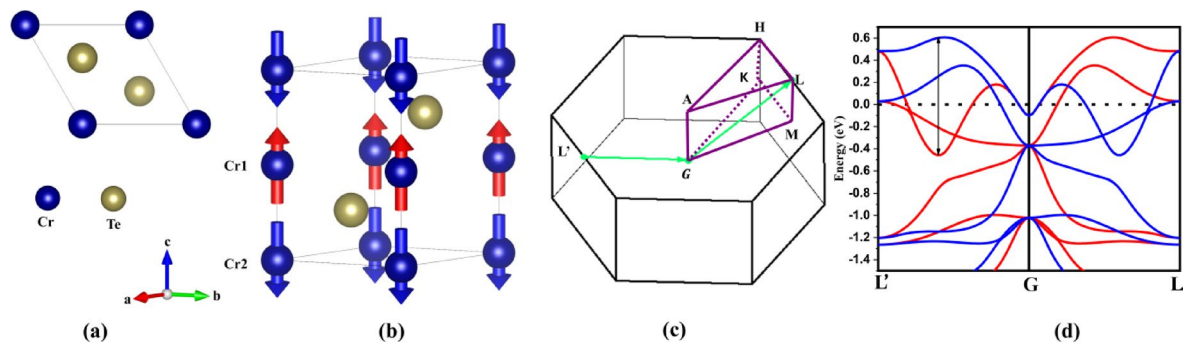 Cr
Te
c
a
b
(a)
Cr1
Cr2
(b)
H
K
L
A
M
L’
G
(c)
Energy (eV)
0.6
0.4
0.2
0.0
-0.2
-0.4
-0.6
-0.8
-1.0
-1.2
-1.4
L’
G
L
(d)